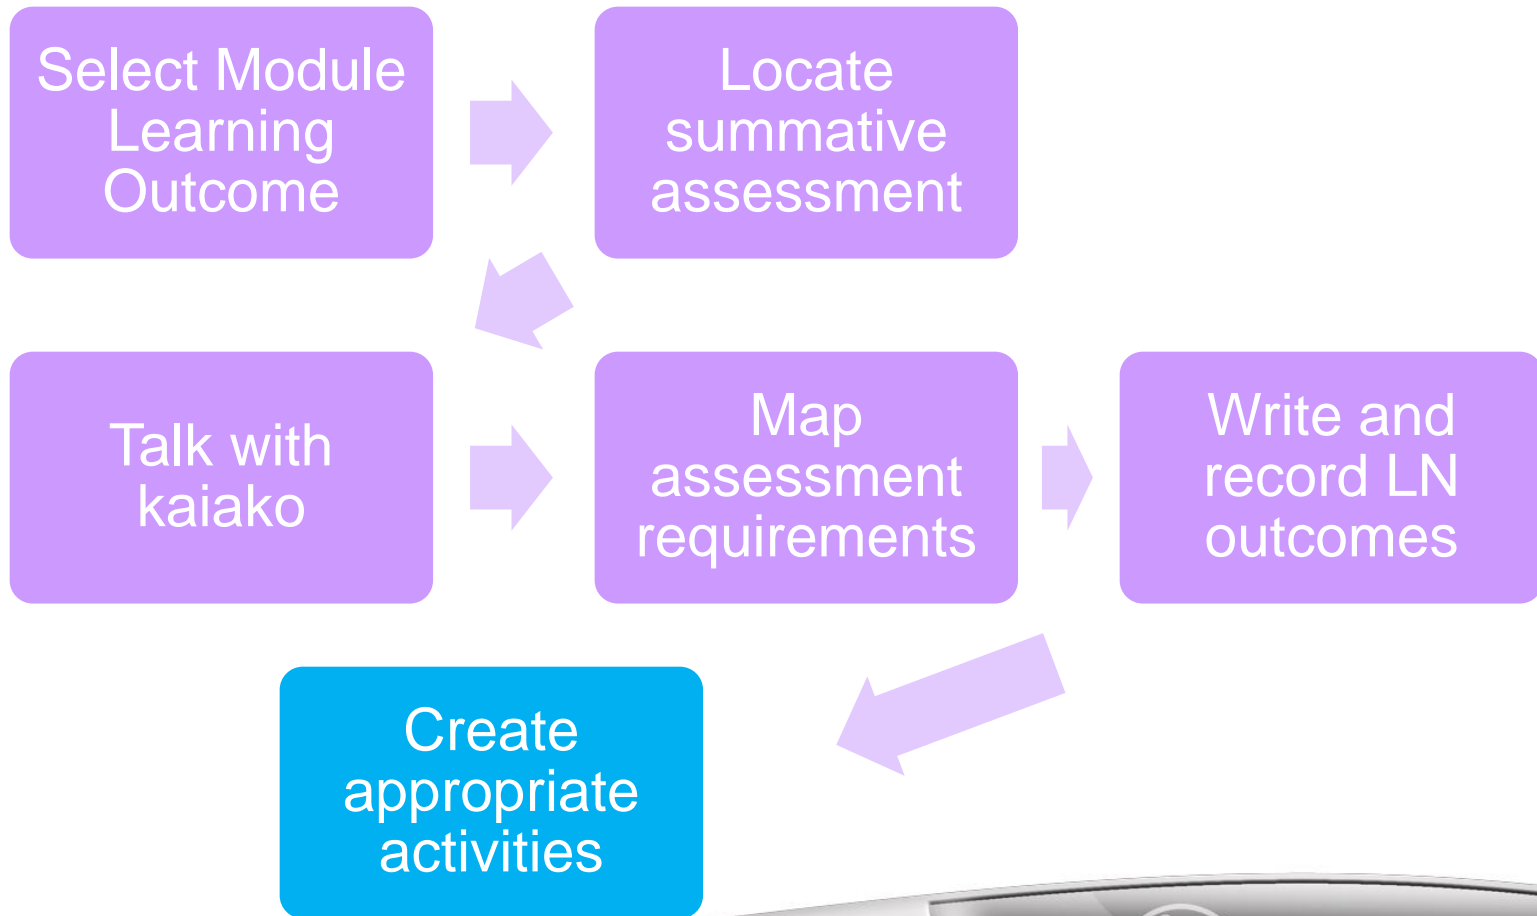 Select Module
Learning
Outcome
Locate
summative
assessment
Talk with
kaiako
Map
assessment
requirements
Write and
record LN
outcomes
Create
appropriate
activities